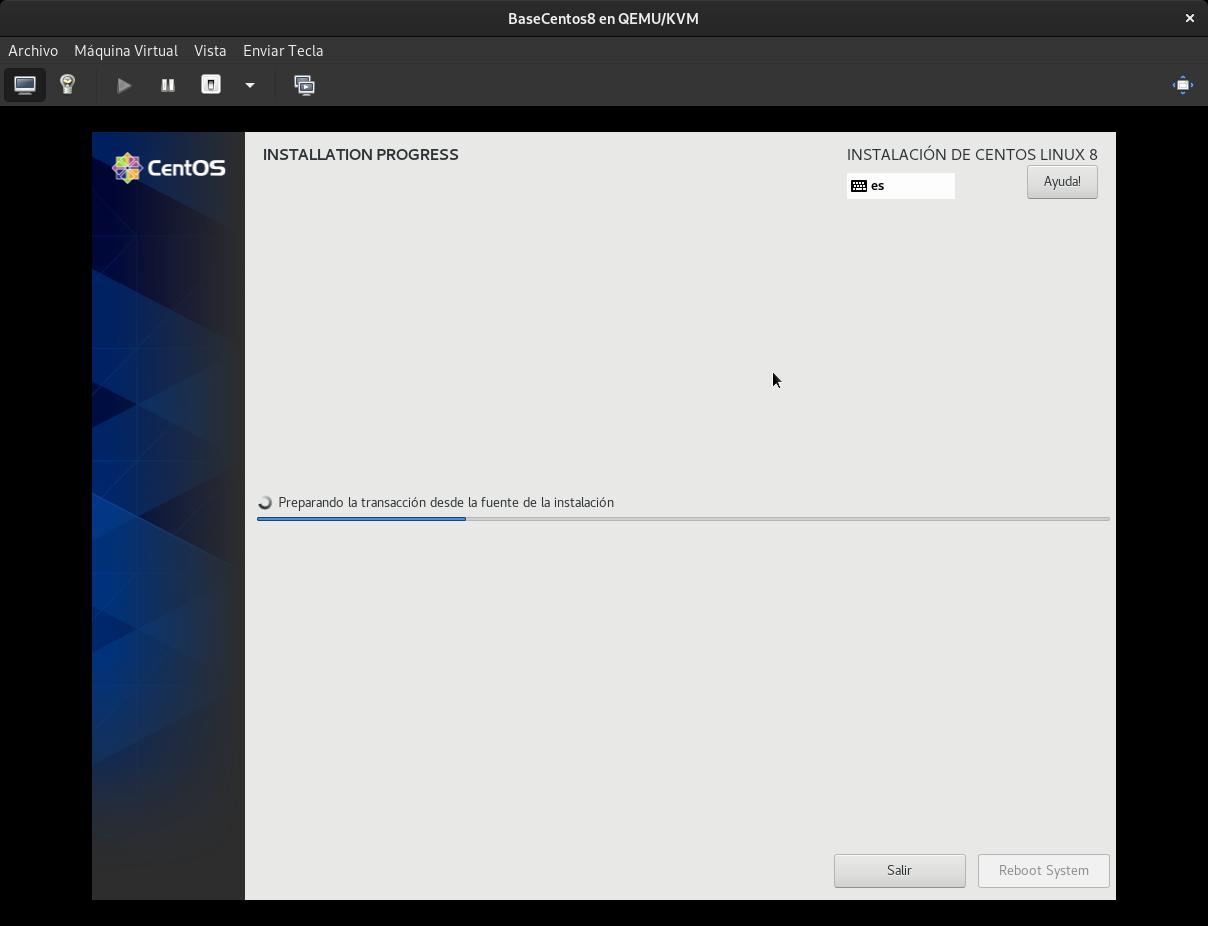 BaseCentos8 en QEMU/KVM
Archivo Máquina Virtual Vista Enviar Tecla
CentOS
INSTALLATION PROGRESS
INSTALACIÓN DE CENTOS LINUX 8
es
Ayuda!
Preparando la transacción desde la fuente de la instalación
Salir
Reboot System